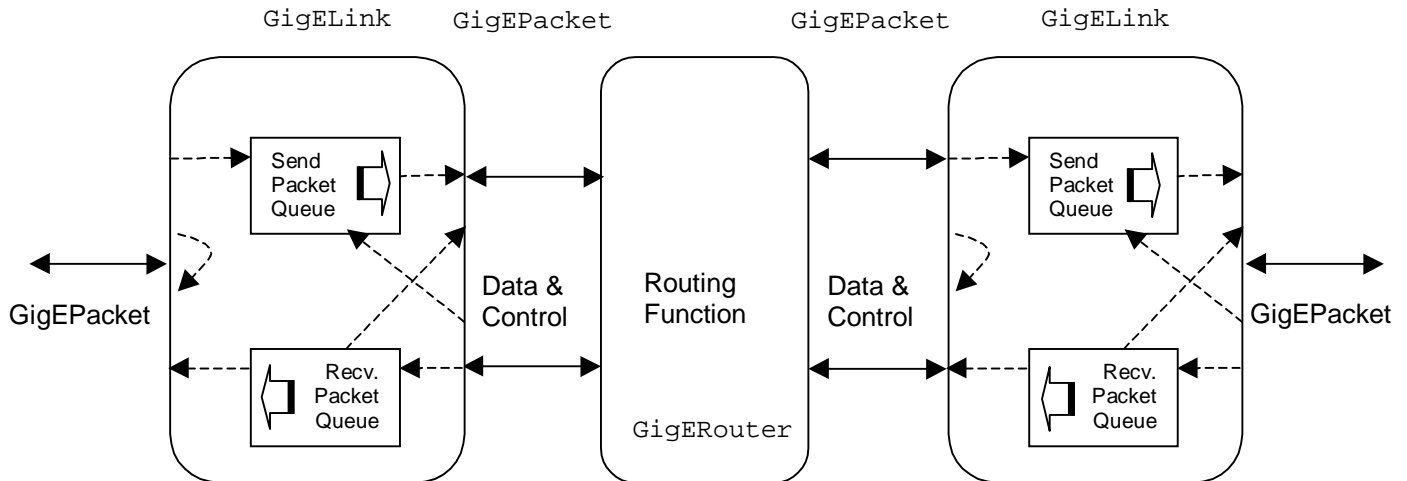 GigELink
GigEPacket
GigEPacket
GigELink
Send
Packet
Queue
Send
Packet
Queue
GigEPacket
Data &
Control
Routing
Function
Data &
Control
GigEPacket
Recv.
Packet
Queue
GigERouter
Recv.
Packet
Queue